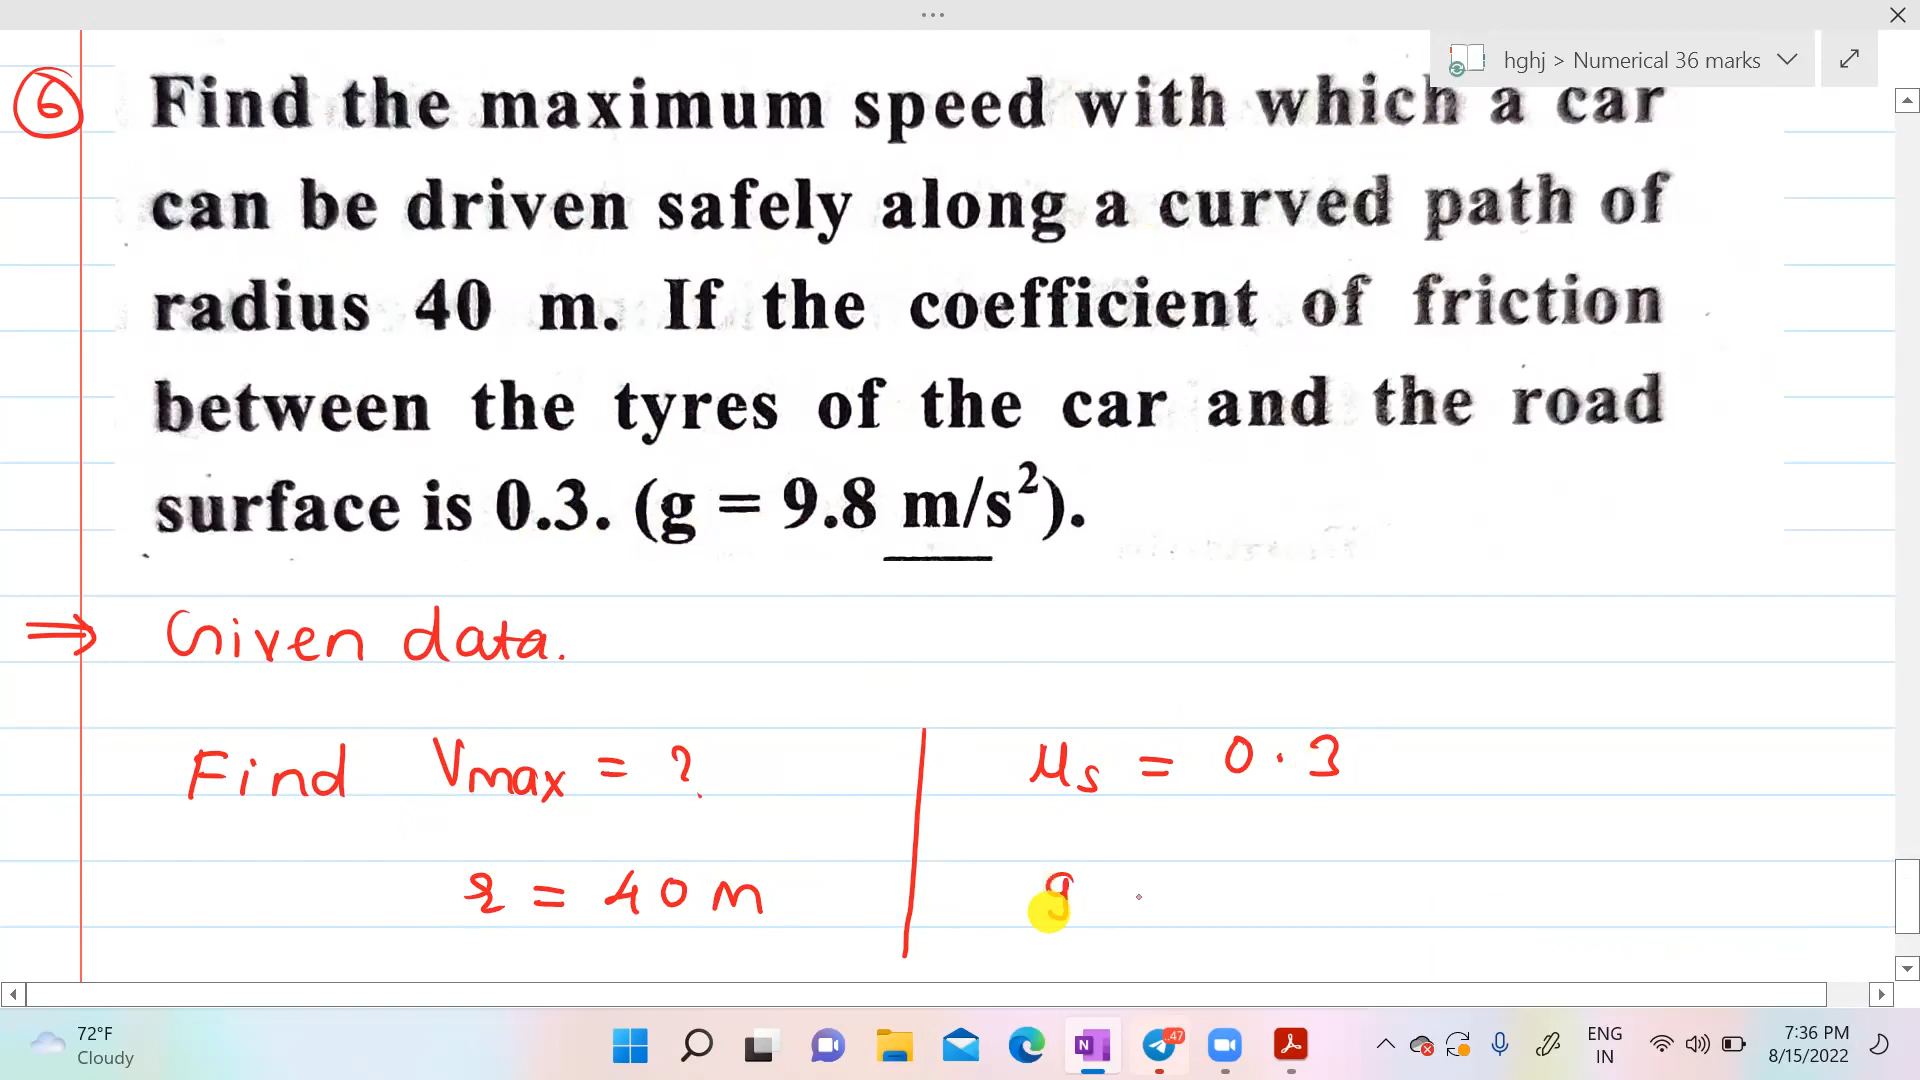 hghj > Numerical 36 marks
6
Find the maximum speed with which a car
can be driven safely along a curved path of
radius 40 m. If the coefficient of friction
between the tyres of the car and the road
surface is 0.3. (g = 9.8 m/s²).
⇒ Given data.
Find Vmax = ?
μs = 0.3
r = 40 m
g
72°F
Cloudy
..47
ENG
IN
7:36 PM
8/15/2022